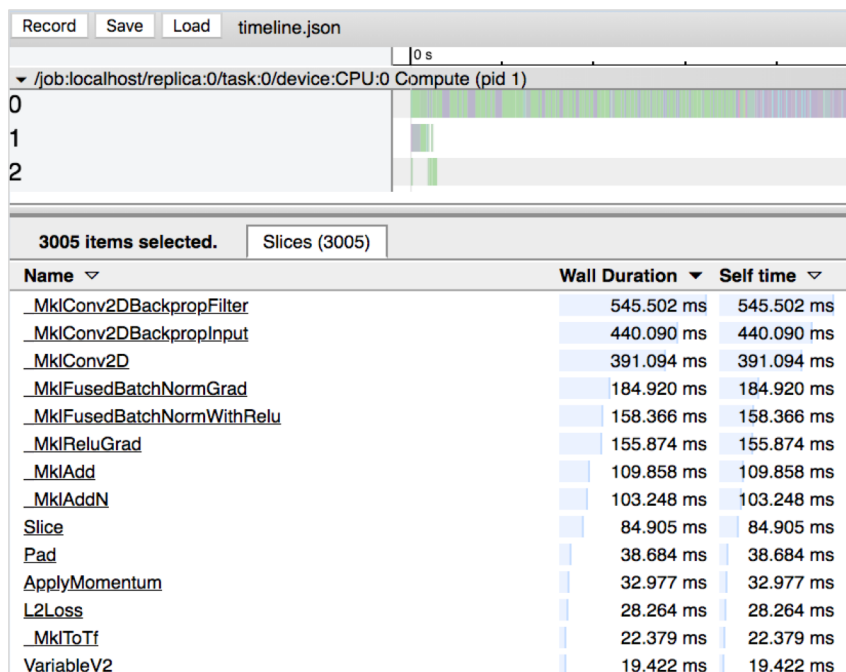 Record Save Load timeline.json
0 s
/job:localhost/replica:0/task:0/device:CPU:0 Compute (pid 1)
0
1
2
3005 items selected. Slices (3005)
Name Wall Duration Self time
_MklConv2DBackpropFilter 545.502 ms 545.502 ms
_MklConv2DBackpropInput 440.090 ms 440.090 ms
_MklConv2D 391.094 ms 391.094 ms
_MklFusedBatchNormGrad 184.920 ms 184.920 ms
_MklFusedBatchNormWithRelu 158.366 ms 158.366 ms
_MklReluGrad 155.874 ms 155.874 ms
_MklAdd 109.858 ms 109.858 ms
_MklAddN 103.248 ms 103.248 ms
Slice 84.905 ms 84.905 ms
Pad 38.684 ms 38.684 ms
ApplyMomentum 32.977 ms 32.977 ms
L2Loss 28.264 ms 28.264 ms
_MklToTf 22.379 ms 22.379 ms
VariableV2 19.422 ms 19.422 ms